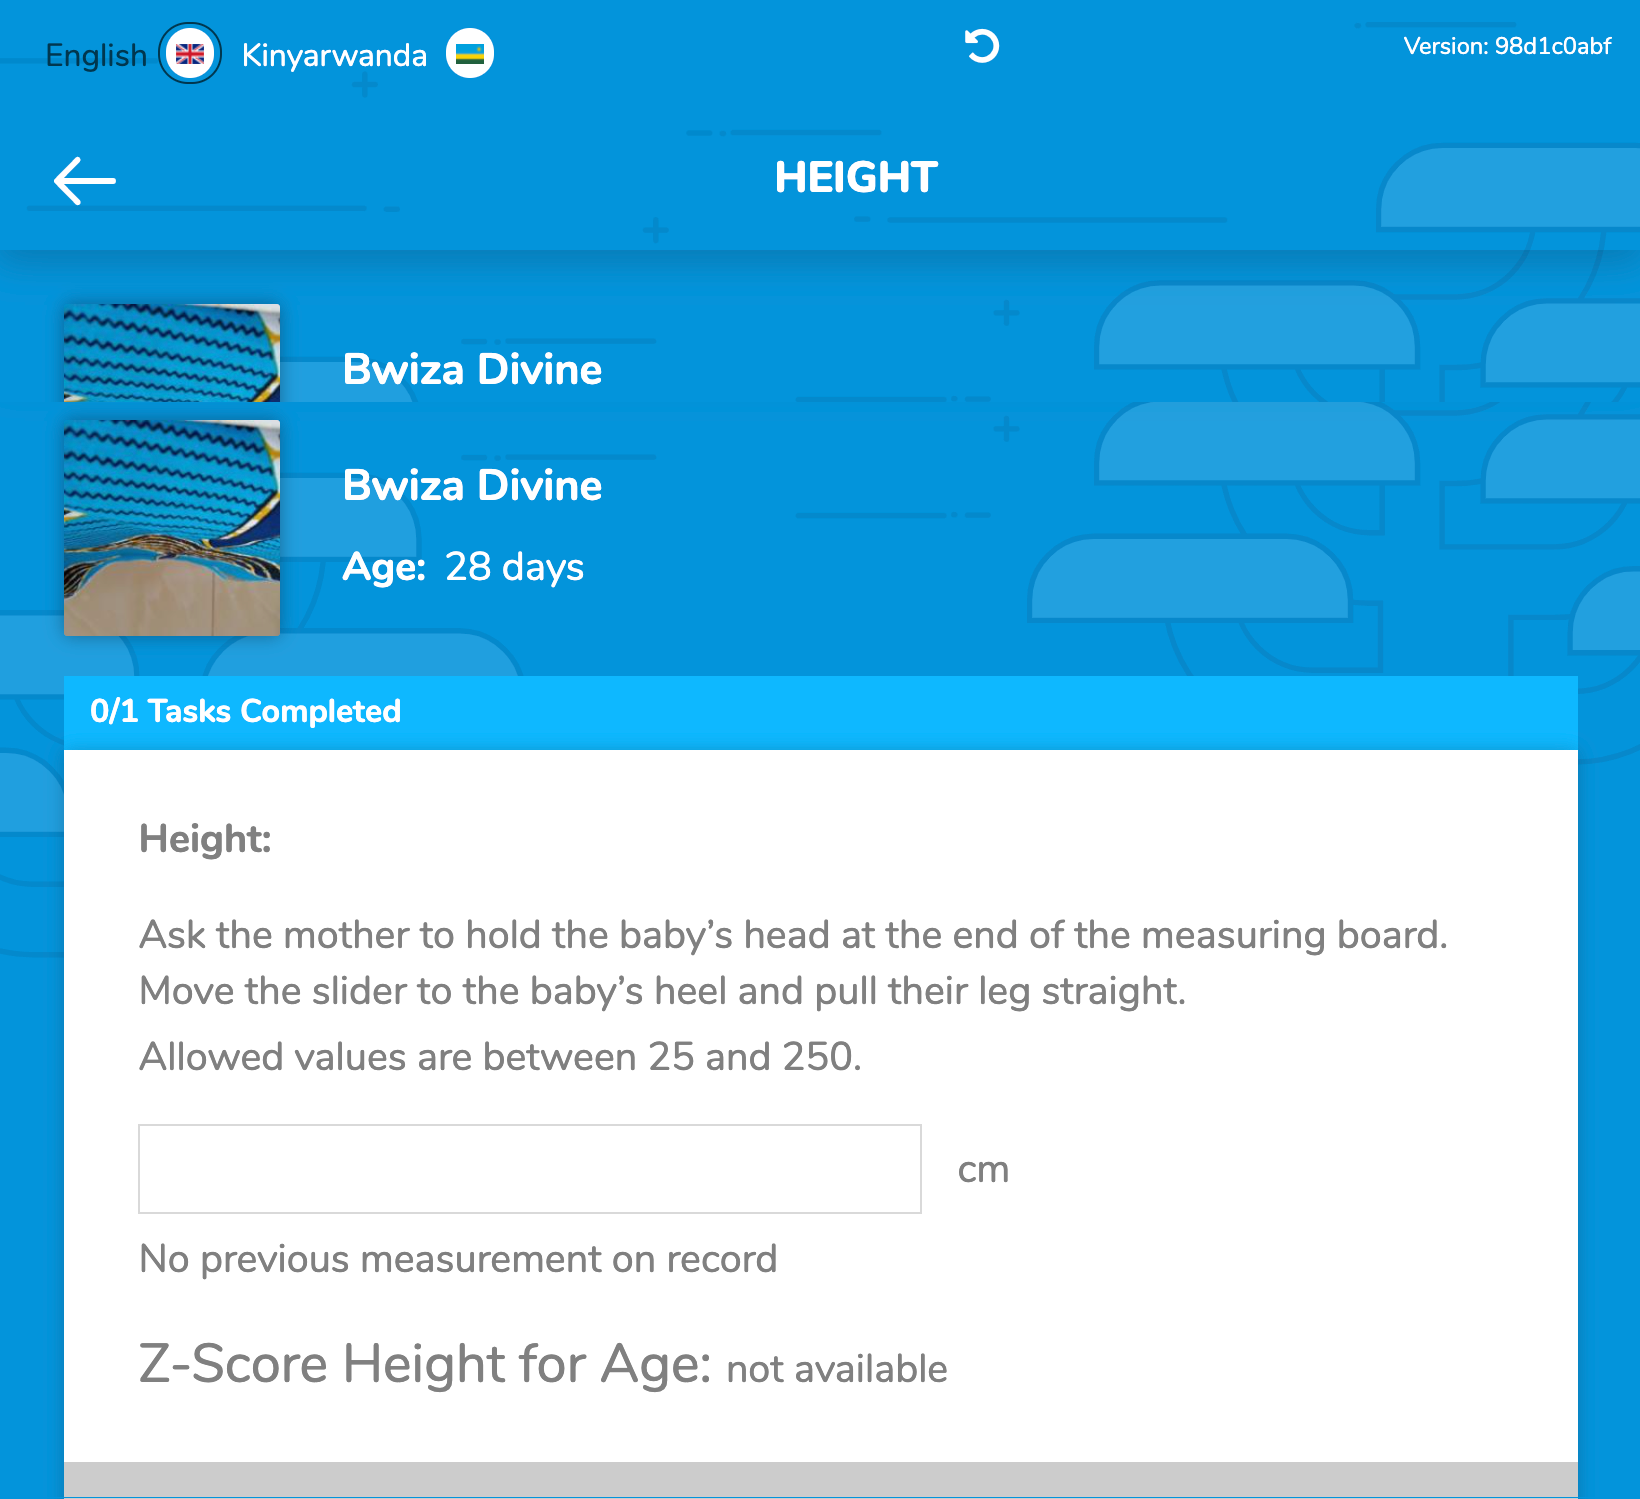 English Kinyarwanda
Version: 98d1c0abf
HEIGHT
Bwiza Divine
Bwiza Divine
Age: 28 days
0/1 Tasks Completed
Height:
Ask the mother to hold the baby’s head at the end of the measuring board.
Move the slider to the baby’s heel and pull their leg straight.
Allowed values are between 25 and 250.
cm
No previous measurement on record
Z-Score Height for Age: not available